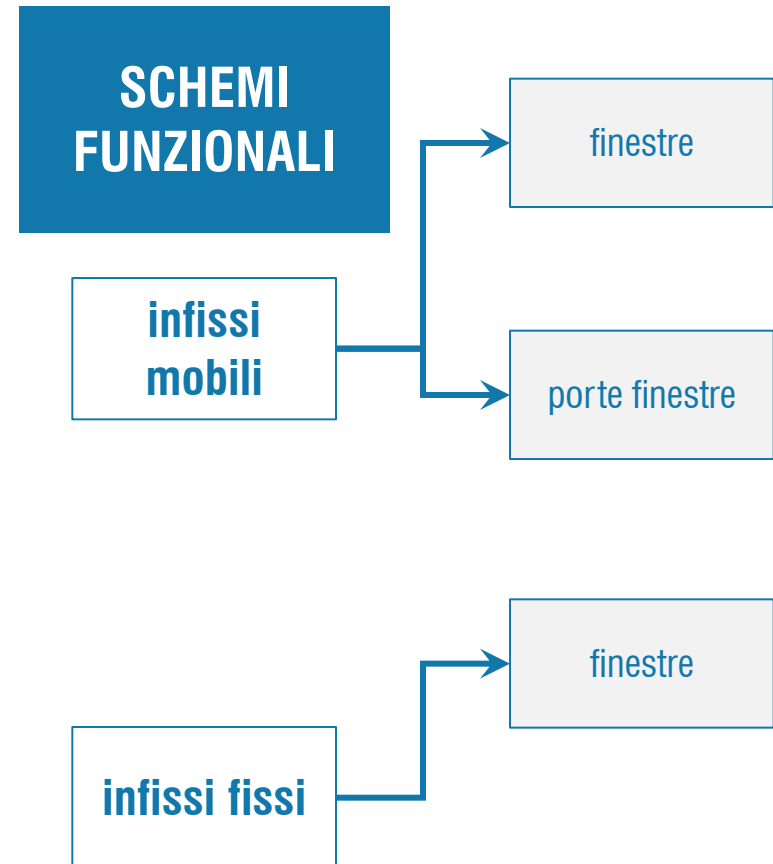 SCHEMI
FUNZIONALI
finestre
infissi
mobili
porte finestre
finestre
infissi fissi